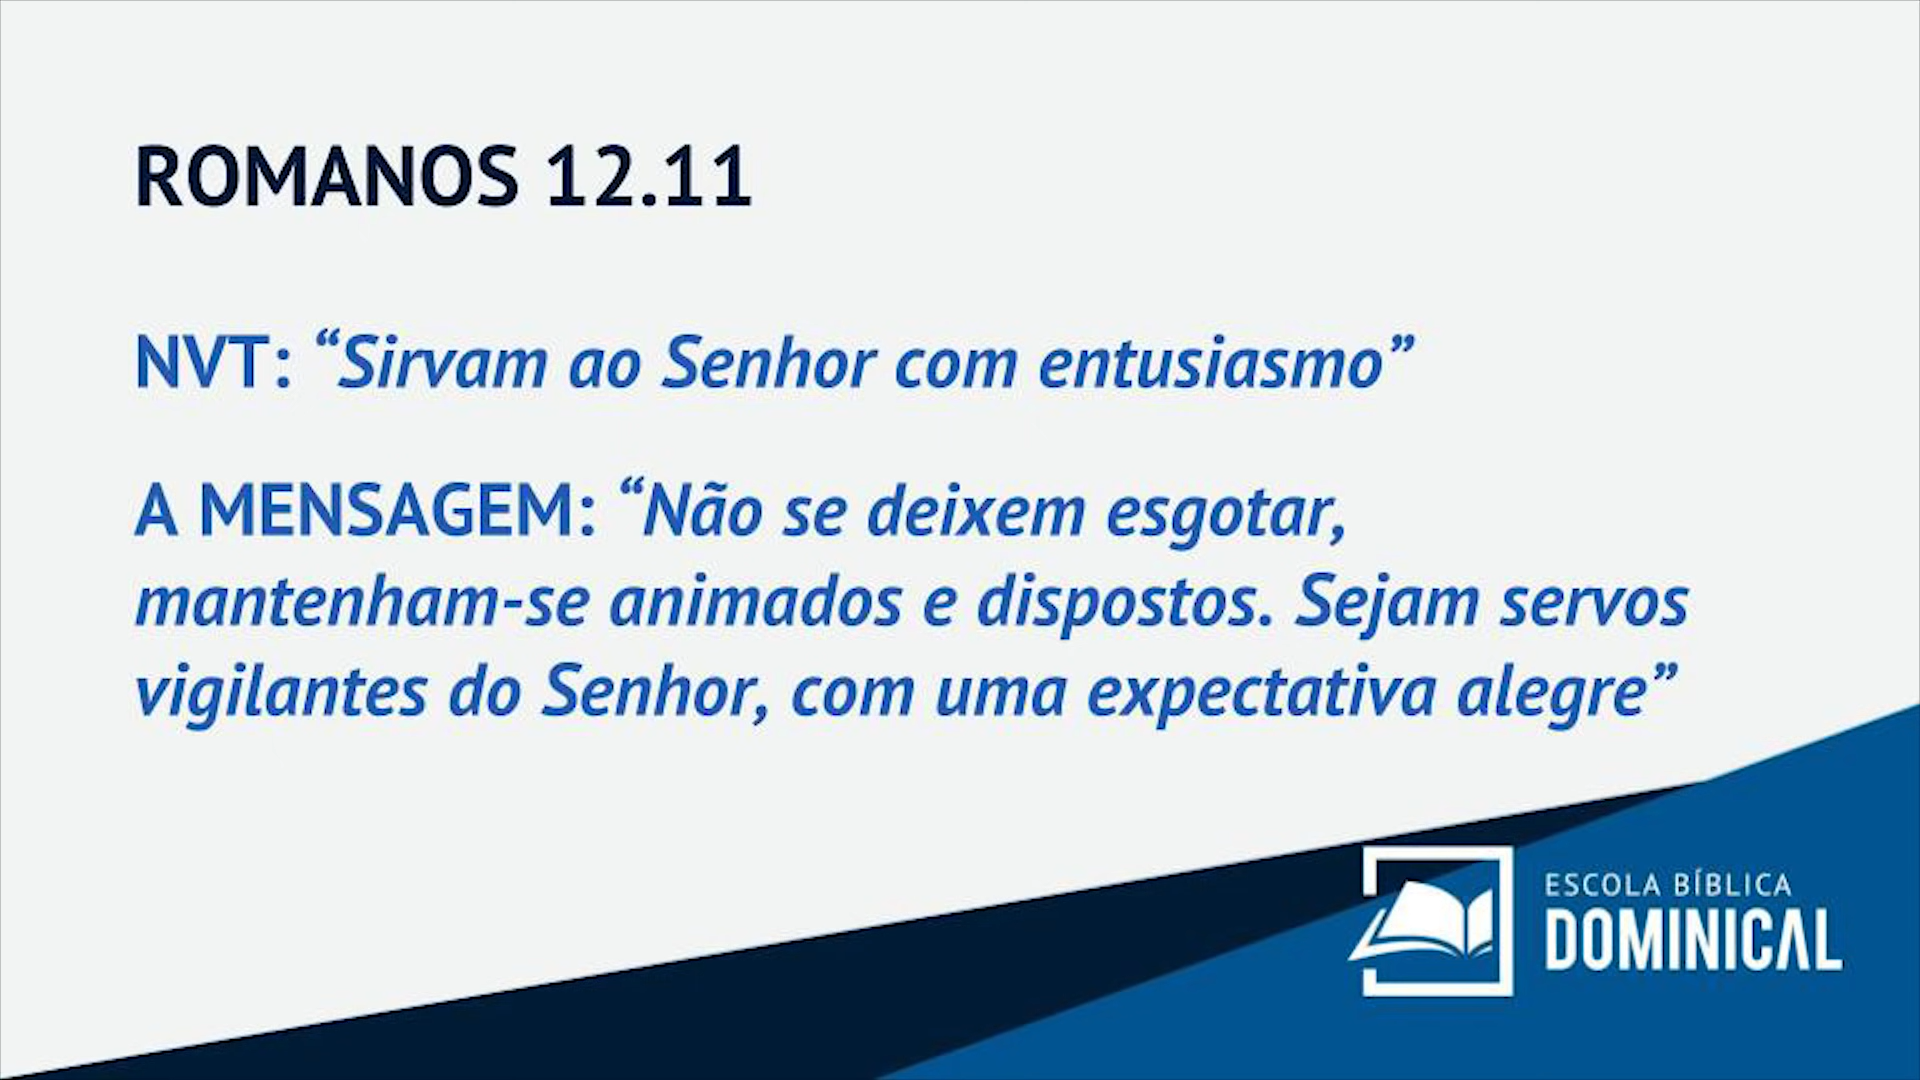 ROMANOS 12.11
NVT: “Sirvam ao Senhor com entusiasmo”
A MENSAGEM: “Não se deixem esgotar,
mantenham-se animados e dispostos. Sejam servos
vigilantes do Senhor, com uma expectativa alegre”
ESCOLA BÍBLICA
DOMINICAL